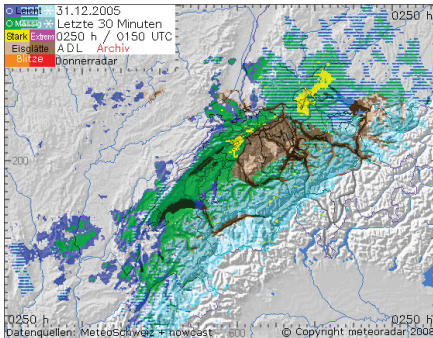 Leicht 31.12.2005
Mässig Letzte 30 Minuten
Stark Extrem 0250 h / 0150 UTC
Eisglätte A D L Archiv
Blitze Donnerradar
0250 h
200
0250 h 600 0250 h
Datenquellen: MeteoSchweiz + nowcast © Copyright meteoradar 2008